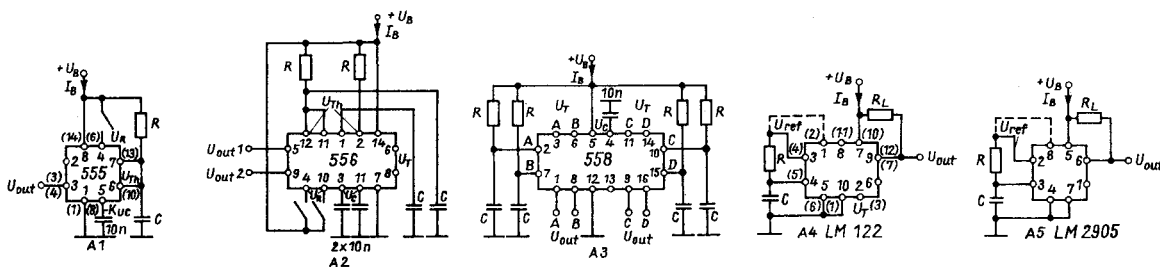 +U_B
I_B
R
(14) (6) U_R
8 4 (13)
2 7
555
U_Th
U_out (3) 3 6 (10)
(4) 1 5
(1) (8) K_UC
10n C
A1
+U_B
I_B
R R
U_Th
12 11 1 2 14
U_out 1 5 6
556 U_T
U_out 2 9 8
4 10 3 11 7
U_R U_C
C C
2×10n
A2
+U_B
I_B
10n
R R R R
U_T U_C U_T
A B C D
3 6 5 4 11 14
A 2 10 C
558
B 7 15 D
1 8 12 13 9 16
C C A B C D C C
U_out U_out
A3
+U_B
I_B R_L
U_ref (2) (11) (10)
(4) 3 1 8 7 (12)
R 9 U_out
(7)
(5) 4 6
5 10 2
C (6) (1) U_T (3)
A4 LM 122
+U_B
I_B R_L
U_ref
8 5
R 2 6 U_out
3
4 7 1
C
A5 LM 2905